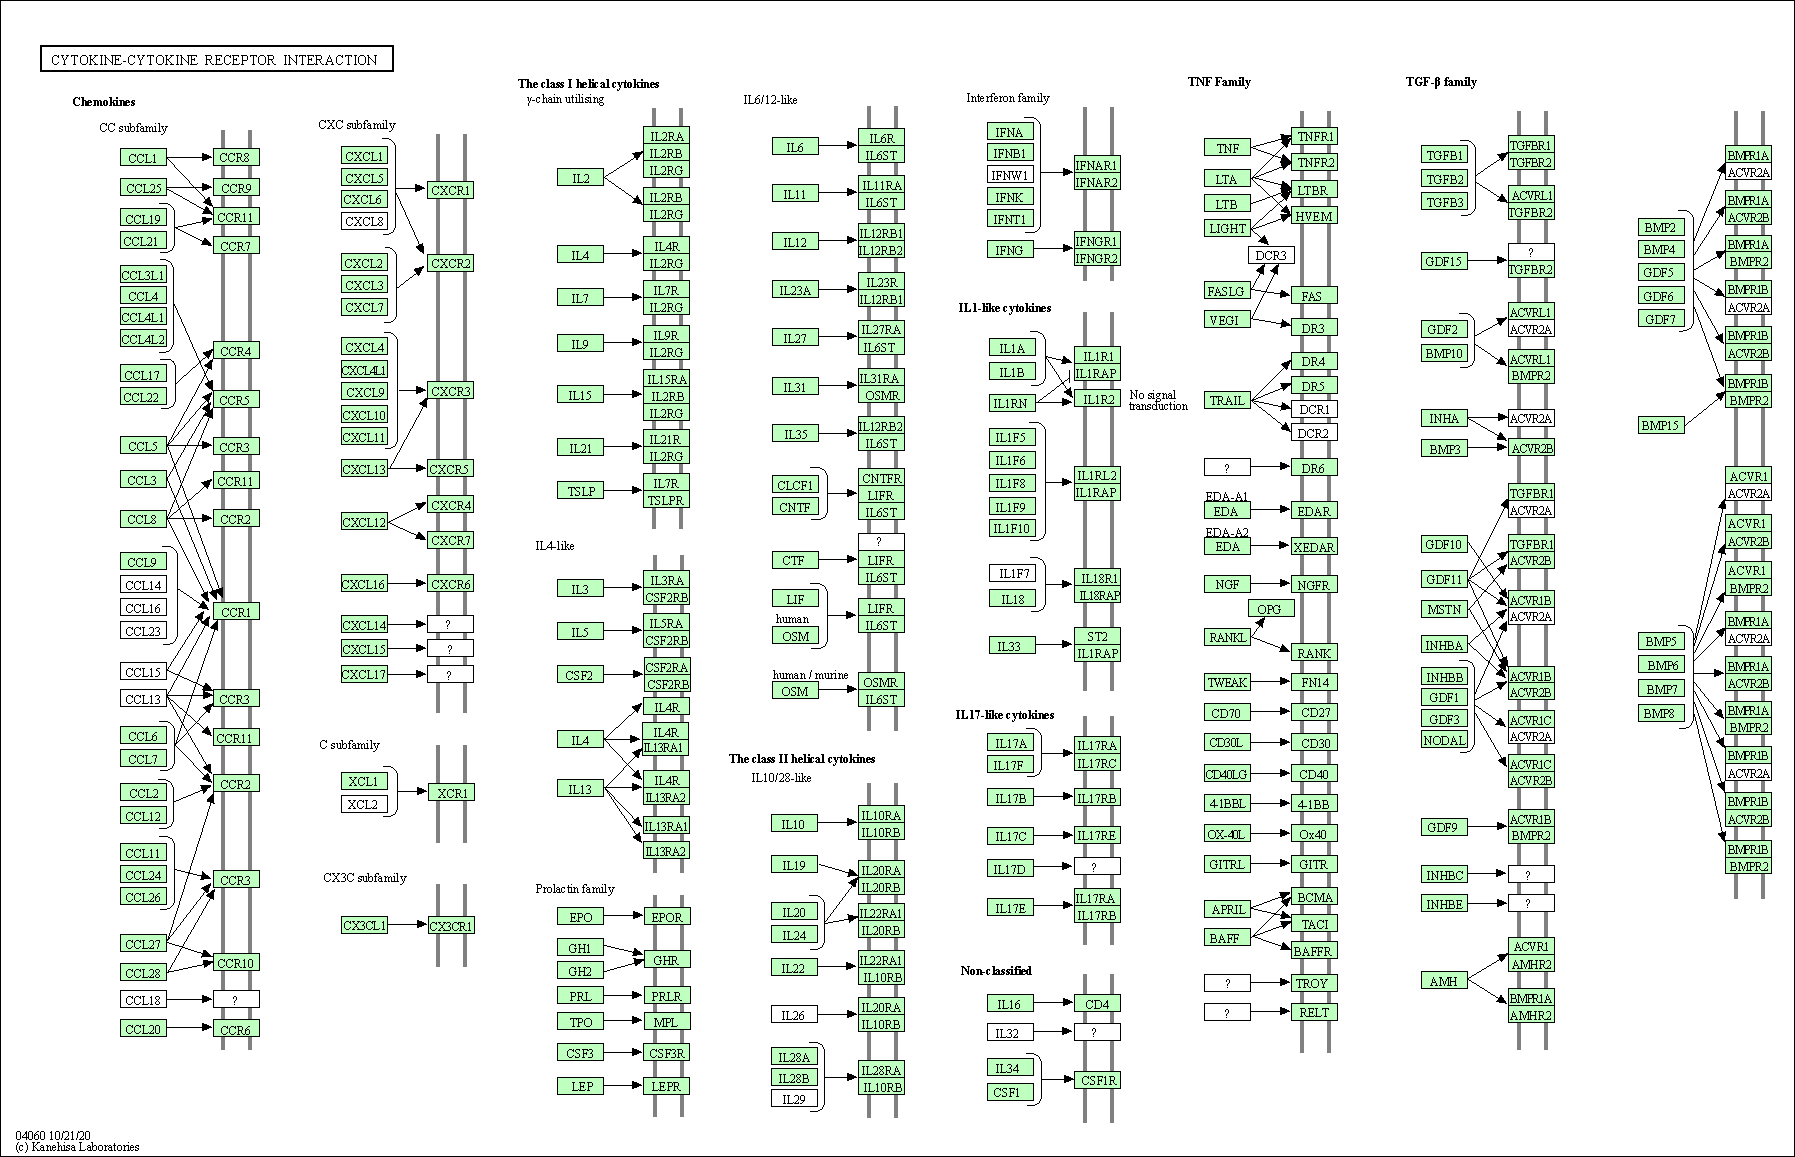 CYTOKINE-CYTOKINE RECEPTOR INTERACTION
Chemokines
CC subfamily
CCL1
CCR8
CCL25
CCR9
CCR11
CCL19
CCL21
CCR7
CCL3L1
CCL4
CCL4L1
CCL4L2
CCR4
CCL17
CCL22
CCR5
CCL5
CCR3
CCL3
CCR11
CCL8
CCR2
CCL9
CCL14
CCL16
CCL23
CCR1
CCL15
CCL13
CCR3
CCL6
CCL7
CCR11
CCR2
CCL2
CCL12
CCL11
CCL24
CCL26
CCR3
CCL27
CCL28
CCR10
CCL18
?
CCL20
CCR6
CXC subfamily
CXCL1
CXCL5
CXCL6
CXCL8
CXCR1
CXCL2
CXCL3
CXCL7
CXCR2
CXCL4
CXCL4L1
CXCL9
CXCL10
CXCL11
CXCR3
CXCL13
CXCR5
CXCR4
CXCL12
CXCR7
CXCL16
CXCR6
CXCL14
?
CXCL15
?
CXCL17
?
C subfamily
XCL1
XCL2
XCR1
CX3C subfamily
CX3CL1
CX3CR1
The class I helical cytokines
γ-chain utilising
IL2RA
IL2RB
IL2RG
IL2
IL2RB
IL2RG
IL4
IL4R
IL2RG
IL7
IL7R
IL2RG
IL9
IL9R
IL2RG
IL15
IL15RA
IL2RB
IL2RG
IL21
IL21R
IL2RG
TSLP
IL7R
TSLPR
IL4-like
IL3
IL3RA
CSF2RB
IL5
IL5RA
CSF2RB
CSF2
CSF2RA
CSF2RB
IL4R
IL4
IL4R
IL13RA1
IL13
IL4R
IL13RA2
IL13RA1
IL13RA2
Prolactin family
EPO
EPOR
GH1
GH2
GHR
PRL
PRLR
TPO
MPL
CSF3
CSF3R
LEP
LEPR
IL6/12-like
IL6
IL6R
IL6ST
IL11
IL11RA
IL6ST
IL12
IL12RB1
IL12RB2
IL23A
IL23R
IL12RB1
IL27
IL27RA
IL6ST
IL31
IL31RA
OSMR
IL35
IL12RB2
IL6ST
CLCF1
CNTF
CNTFR
LIFR
IL6ST
CTF
?
LIFR
IL6ST
LIF
human
OSM
LIFR
IL6ST
human / murine
OSM
OSMR
IL6ST
The class II helical cytokines
IL10/28-like
IL10
IL10RA
IL10RB
IL19
IL20RA
IL20RB
IL20
IL24
IL22RA1
IL20RB
IL22
IL22RA1
IL10RB
IL26
IL20RA
IL10RB
IL28A
IL28B
IL29
IL28RA
IL10RB
Interferon family
IFNA
IFNB1
IFNW1
IFNK
IFNT1
IFNAR1
IFNAR2
IFNG
IFNGR1
IFNGR2
IL1-like cytokines
IL1A
IL1B
IL1R1
IL1RAP
IL1RN
IL1R2
No signal
transduction
IL1F5
IL1F6
IL1F8
IL1F9
IL1F10
IL1RL2
IL1RAP
IL1F7
IL18
IL18R1
IL18RAP
IL33
ST2
IL1RAP
IL17-like cytokines
IL17A
IL17F
IL17RA
IL17RC
IL17B
IL17RB
IL17C
IL17RE
IL17D
?
IL17E
IL17RA
IL17RB
Non-classified
IL16
CD4
IL32
?
IL34
CSF1
CSF1R
TNF Family
TNF
TNFR1
TNFR2
LTA
LTBR
LTB
HVEM
LIGHT
DCR3
FASLG
FAS
VEGI
DR3
DR4
DR5
TRAIL
DCR1
DCR2
?
DR6
EDA-A1
EDA
EDAR
EDA-A2
EDA
XEDAR
NGF
NGFR
OPG
RANKL
RANK
TWEAK
FN14
CD70
CD27
CD30L
CD30
CD40LG
CD40
4-1BBL
4-1BB
OX-40L
Ox40
GITRL
GITR
BCMA
APRIL
TACI
BAFF
BAFFR
?
TROY
?
RELT
TGF-β family
TGFB1
TGFB2
TGFB3
TGFBR1
TGFBR2
ACVRL1
TGFBR2
GDF15
?
TGFBR2
GDF2
BMP10
ACVRL1
ACVR2A
ACVRL1
BMPR2
INHA
ACVR2A
BMP3
ACVR2B
TGFBR1
ACVR2A
GDF10
TGFBR1
ACVR2B
GDF11
MSTN
ACVR1B
ACVR2A
INHBA
INHBB
GDF1
GDF3
NODAL
ACVR1B
ACVR2B
ACVR1C
ACVR2A
ACVR1C
ACVR2B
GDF9
ACVR1B
BMPR2
INHBC
?
INHBE
?
AMH
ACVR1
AMHR2
BMPR1A
AMHR2
BMP2
BMP4
GDF5
GDF6
GDF7
BMPR1A
ACVR2A
BMPR1A
ACVR2B
BMPR1A
BMPR2
BMPR1B
ACVR2A
BMPR1B
ACVR2B
BMPR1B
BMPR2
BMP15
BMP5
BMP6
BMP7
BMP8
ACVR1
ACVR2A
ACVR1
ACVR2B
ACVR1
BMPR2
BMPR1A
ACVR2A
BMPR1A
ACVR2B
BMPR1A
BMPR2
BMPR1B
ACVR2A
BMPR1B
ACVR2B
BMPR1B
BMPR2
04060 10/21/20
(c) Kanehisa Laboratories